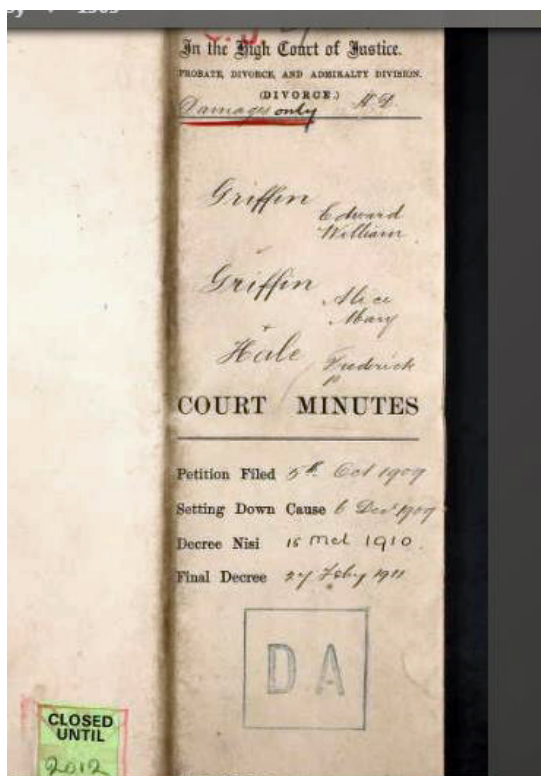 In the High Court of Justice.
PROBATE, DIVORCE, AND ADMIRALTY DIVISION.
(DIVORCE.)
Damages only H.D.
Griffin Edward
William
Griffin Alice
Mary
Hale Frederick
COURT MINUTES
Petition Filed 5th Oct 1909
Setting Down Cause 6 Dec 1909
Decree Nisi 15 Mch 1910.
Final Decree 27 Feby 1911
D A
CLOSED
UNTIL
2012